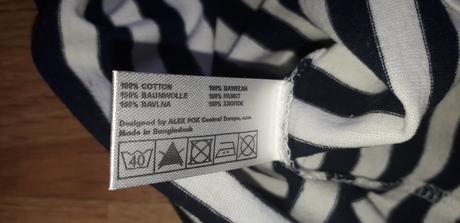 100% COTTON 100% BAWEŁNA
100% BAUMWOLLE 100% PAMUT
100% BAVLNA 100% ХЛОПОК
Designed by ALEX FOX Central Europe, s.r.o.
Made in Bangladesh
40